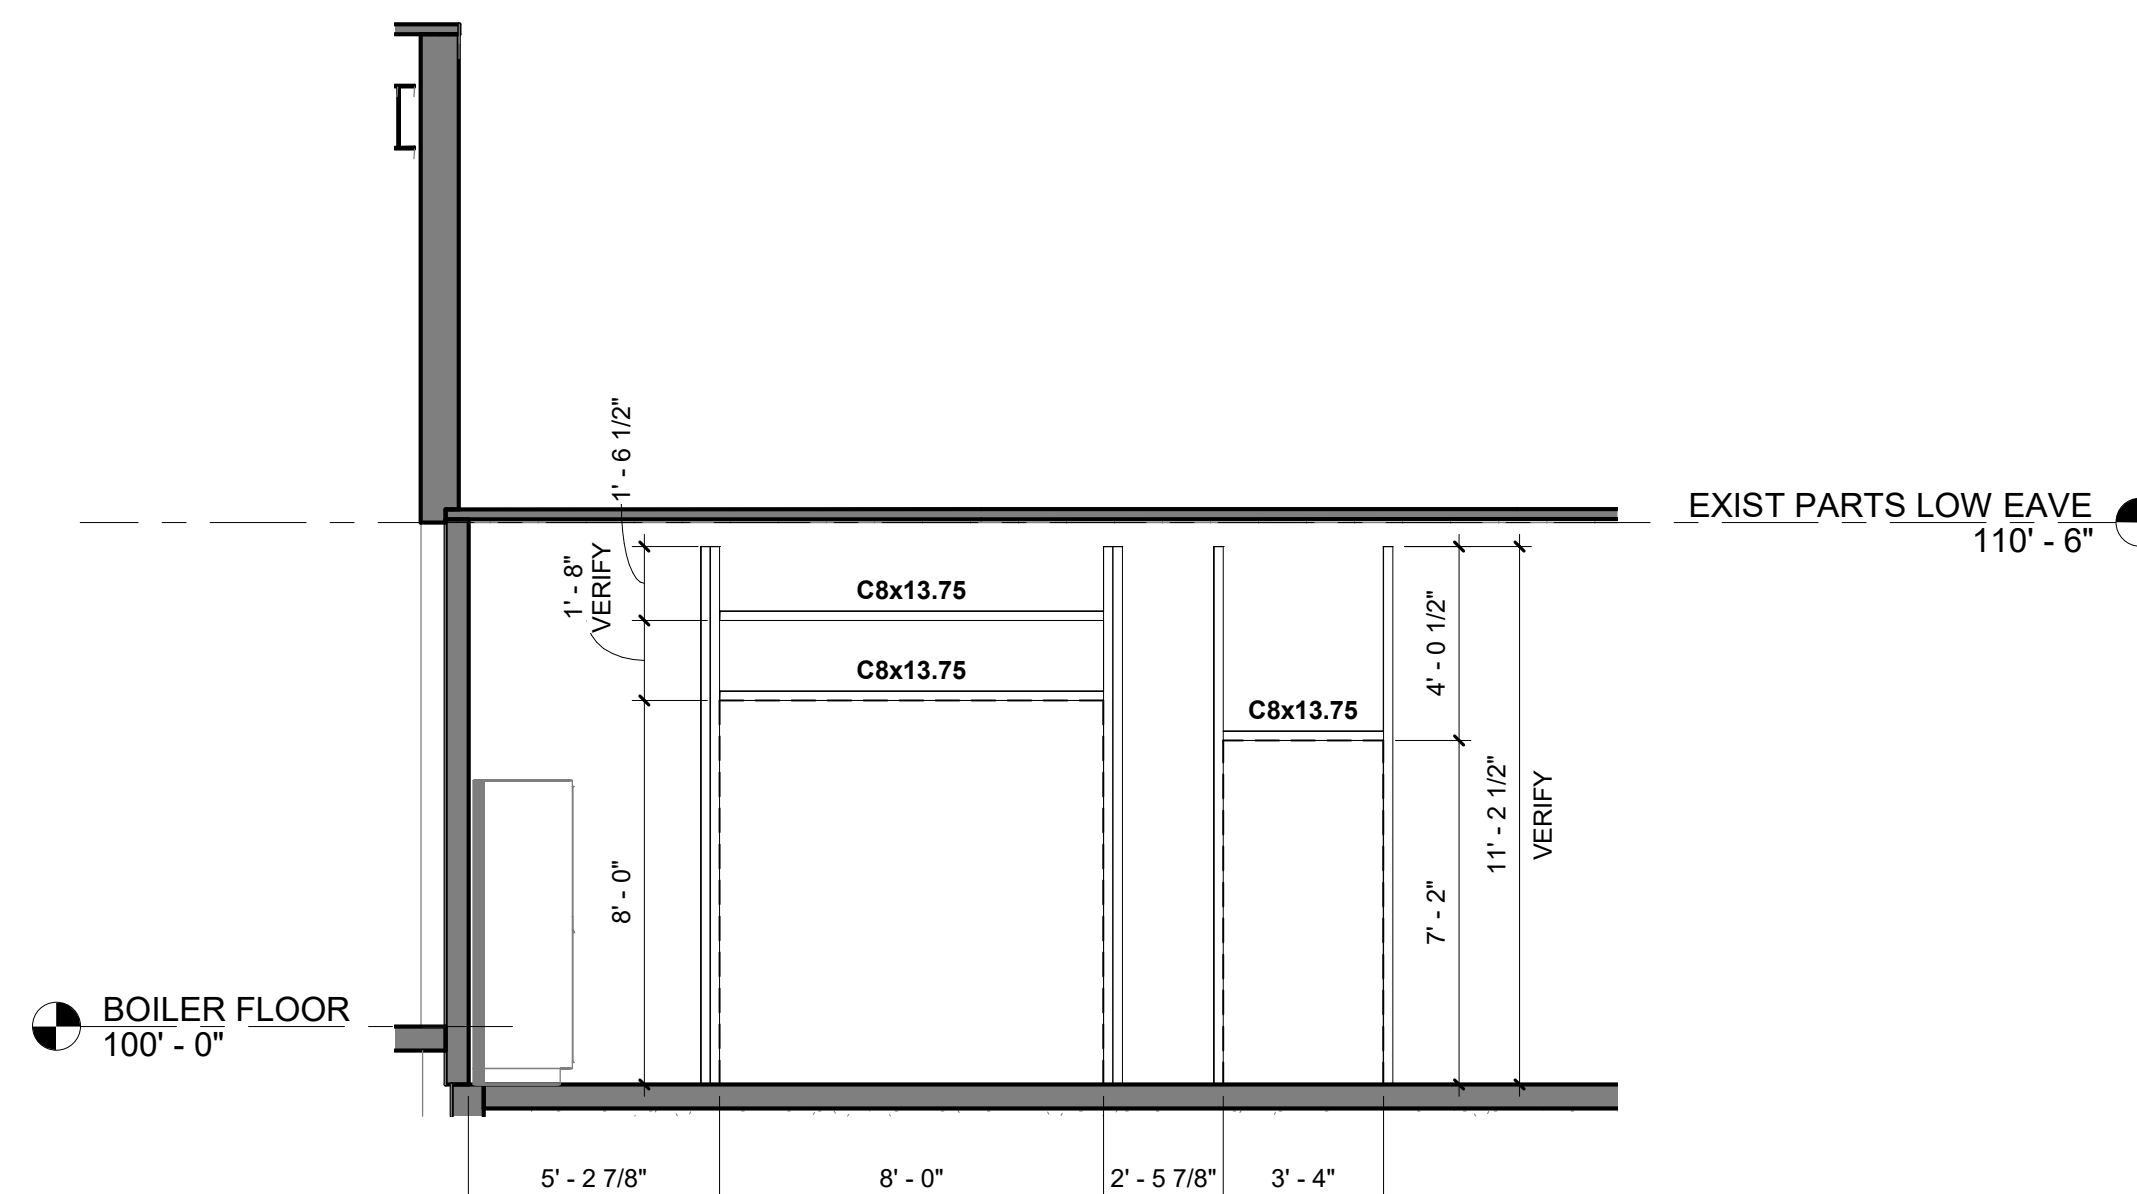 1' - 6 1/2"
EXIST PARTS LOW EAVE
110' - 6"
1' - 8"
VERIFY
C8x13.75
C8x13.75
C8x13.75
4' - 0 1/2"
11' - 2 1/2"
VERIFY
8' - 0"
7' - 2"
BOILER FLOOR
100' - 0"
5' - 2 7/8"
8' - 0"
2' - 5 7/8"
3' - 4"